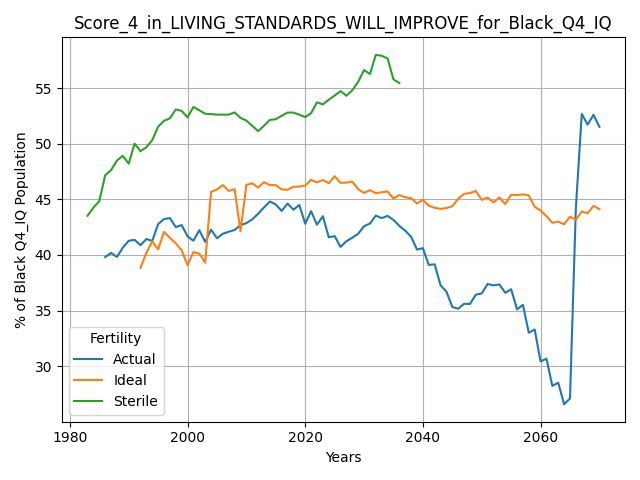 Score_4_in_LIVING_STANDARDS_WILL_IMPROVE_for_Black_Q4_IQ
% of Black Q4_IQ Population
55
50
45
40
35
30
Fertility
Actual
Ideal
Sterile
1980
2000
2020
2040
2060
Years